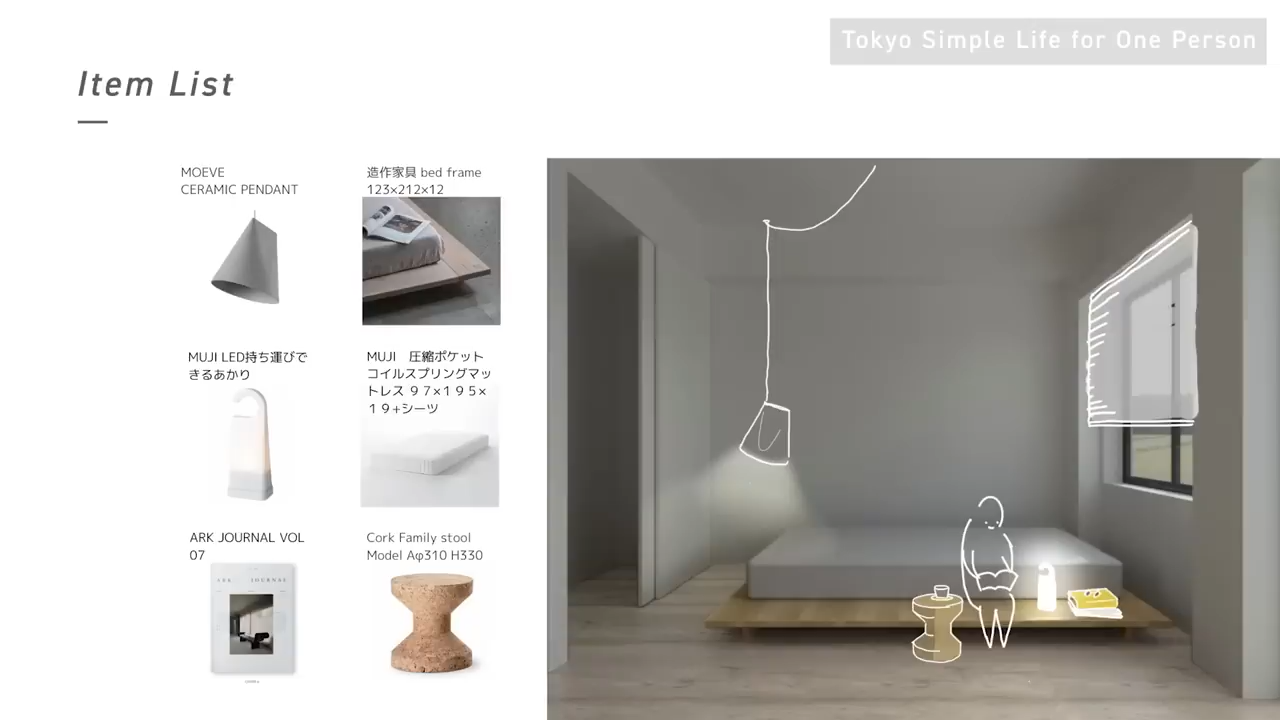 Tokyo Simple Life for One Person
Item List
MOEVE
CERAMIC PENDANT
造作家具 bed frame
123×212×12
MUJI LED持ち運びで
きるあかり
MUJI　圧縮ポケット
コイルスプリングマッ
トレス ９７×１９５×
１９+シーツ
ARK JOURNAL VOL
07
ARK JOURNAL
Cork Family stool
Model Aφ310 H330